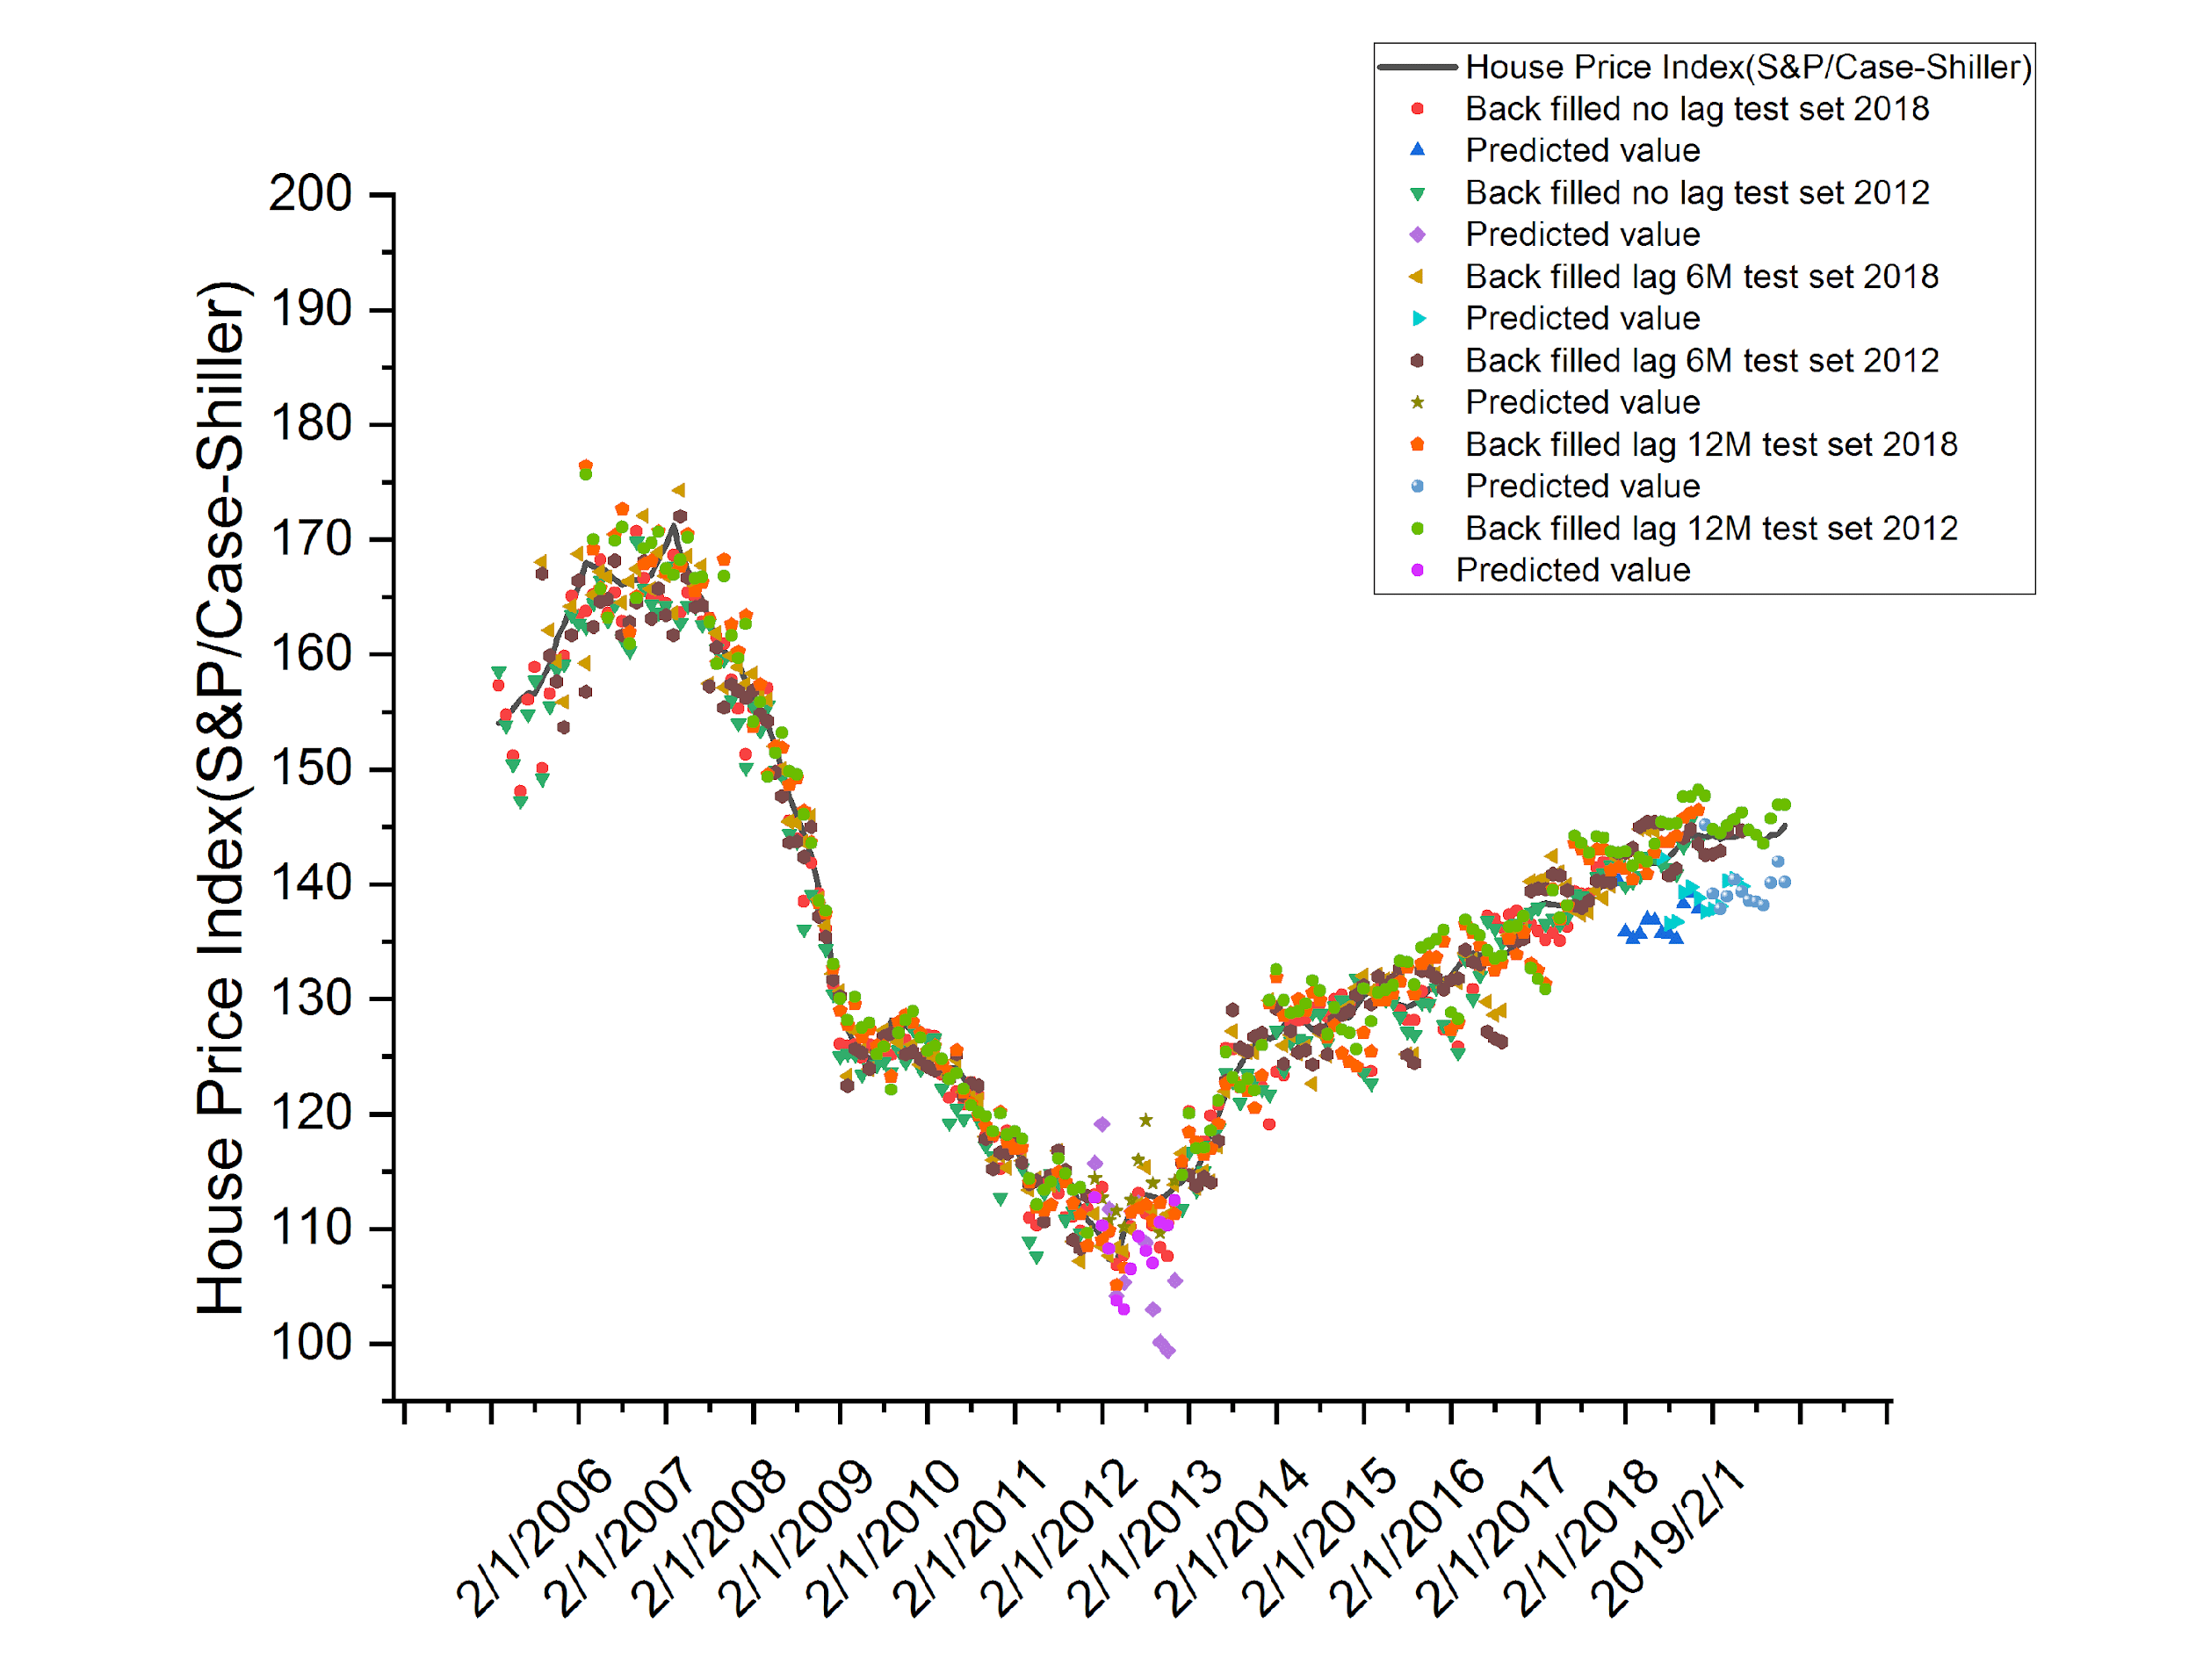 House Price Index(S&P/Case-Shiller)
Back filled no lag test set 2018
Predicted value
Back filled no lag test set 2012
Predicted value
Back filled lag 6M test set 2018
Predicted value
Back filled lag 6M test set 2012
Predicted value
Back filled lag 12M test set 2018
Predicted value
Back filled lag 12M test set 2012
Predicted value
House Price Index(S&P/Case-Shiller)
200
190
180
170
160
150
140
130
120
110
100
2/1/2006
2/1/2007
2/1/2008
2/1/2009
2/1/2010
2/1/2011
2/1/2012
2/1/2013
2/1/2014
2/1/2015
2/1/2016
2/1/2017
2/1/2018
2019/2/1